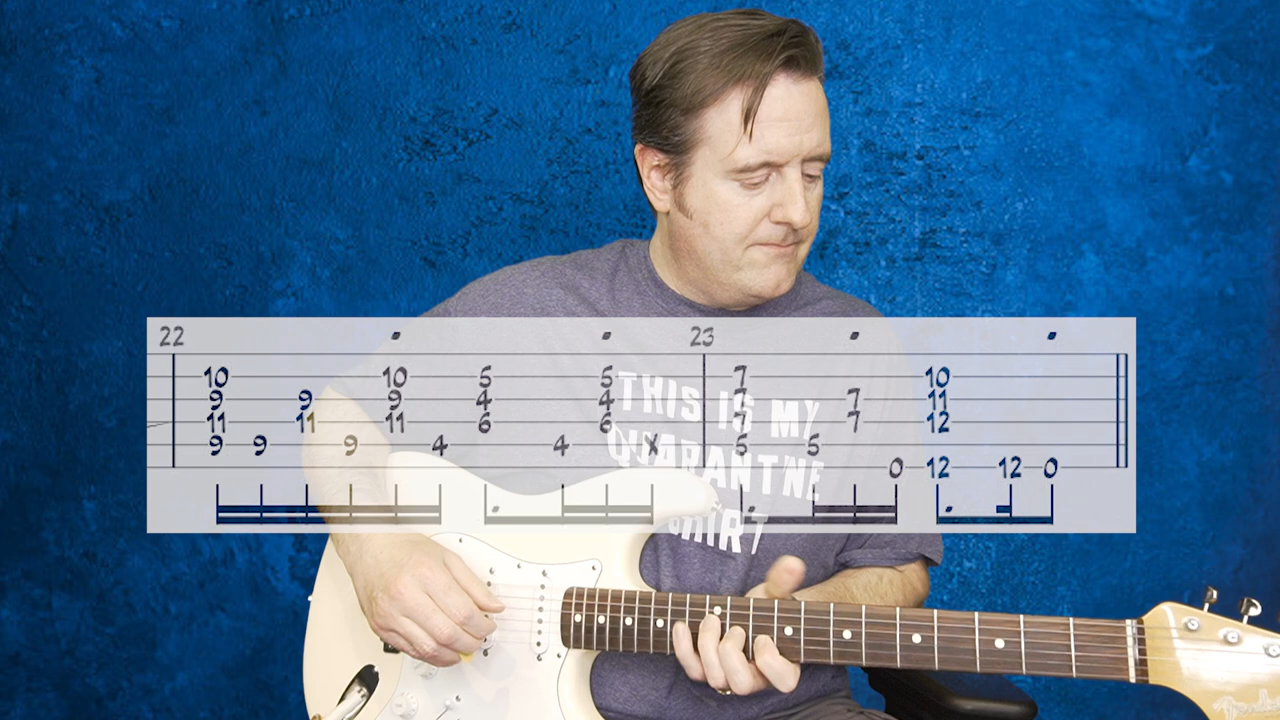 22 23
10 10 5 5 7 10
9 9 9 4 4 7 7 11
11 11 11 6 6 7 7 12
9 9 9 4 4 X 5 5
0 12 12 0
THIS IS MY
QUARANTINE
SHIRT
Fender